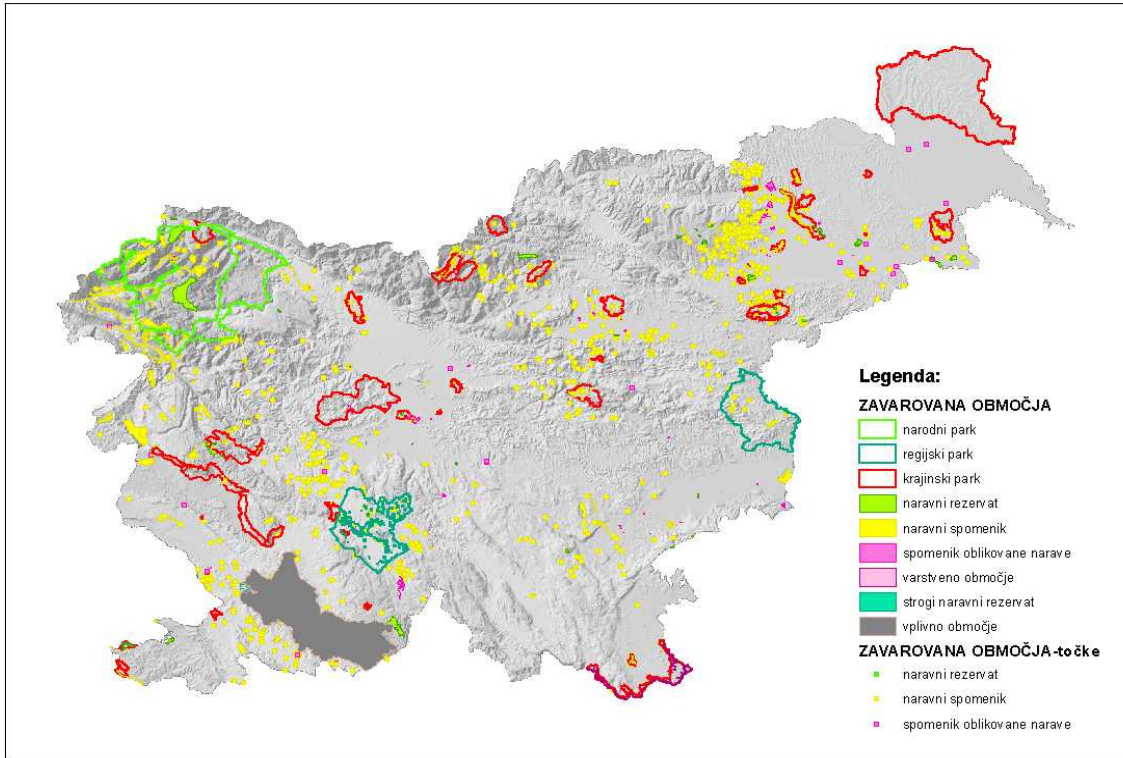 Legenda:
ZAVAROVANA OBMOČJA
narodni park
regijski park
krajinski park
naravni rezervat
naravni spomenik
spomenik oblikovane narave
varstveno območje
strogi naravni rezervat
vplivno območje
ZAVAROVANA OBMOČJA-točke
naravni rezervat
naravni spomenik
spomenik oblikovane narave